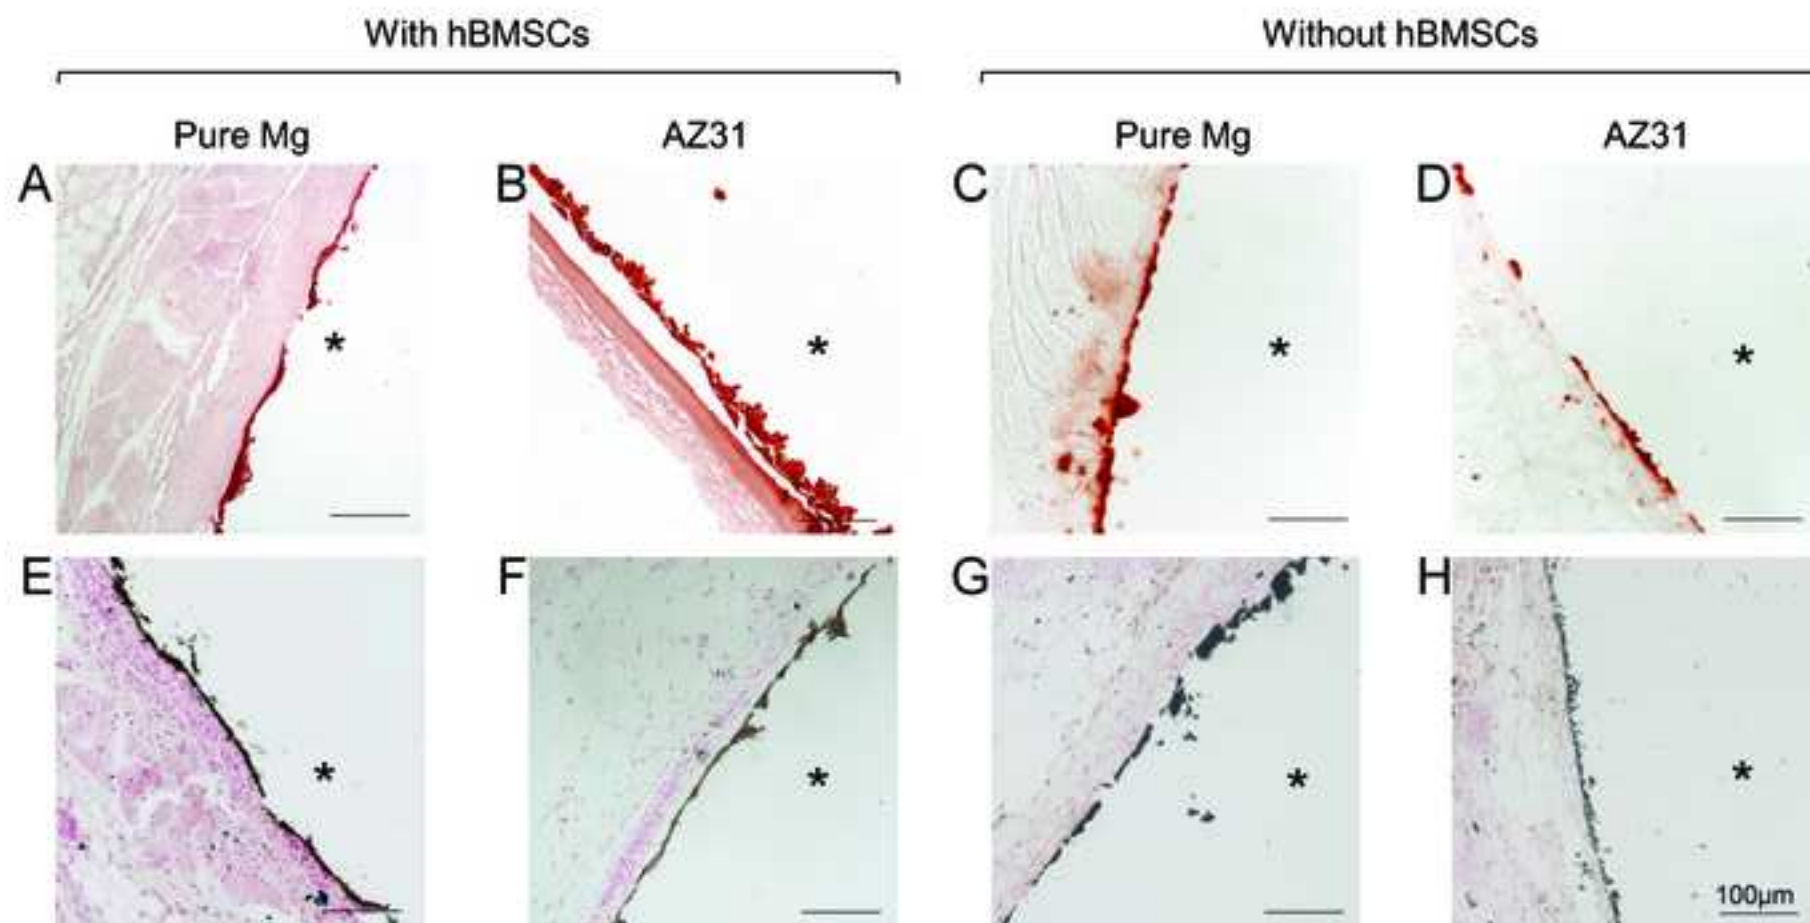 With hBMSCs Without hBMSCs
Pure Mg AZ31 Pure Mg AZ31
A B C D
* * * *
E F G H
* * * *
100µm